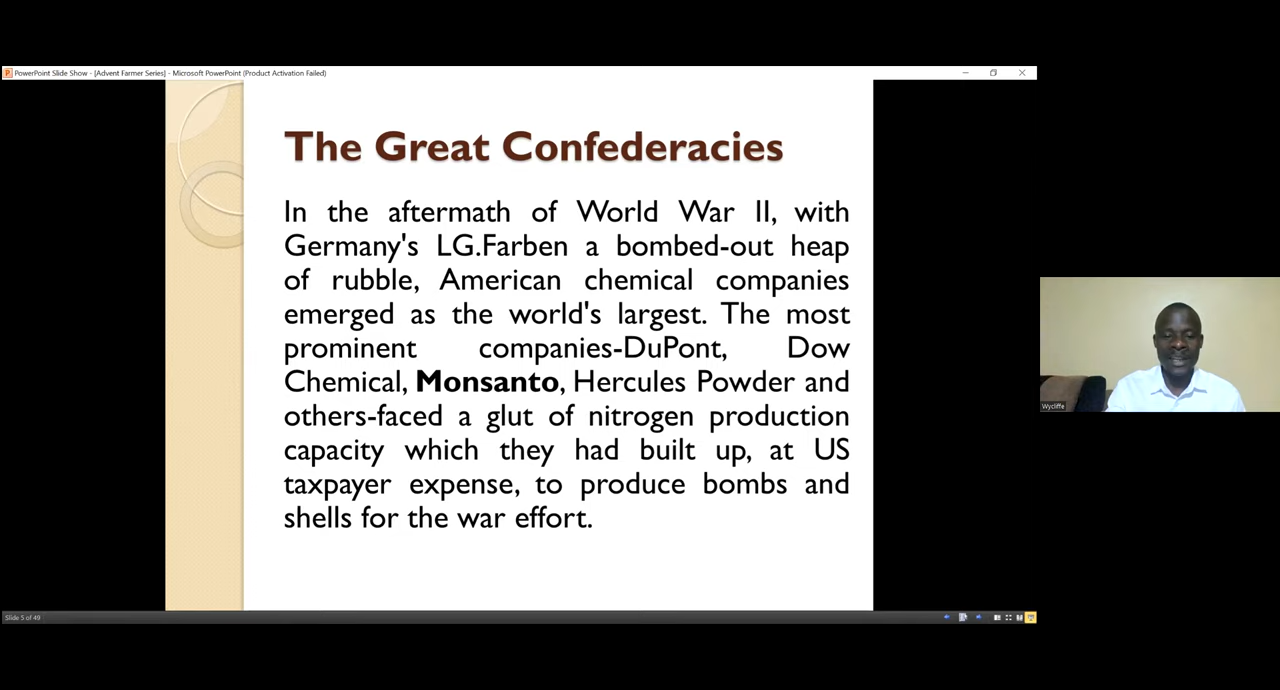 PowerPoint Slide Show - [Advent Farmer Series] - Microsoft PowerPoint (Product Activation Failed)
The Great Confederacies
In the aftermath of World War II, with
Germany's LG.Farben a bombed-out heap
of rubble, American chemical companies
emerged as the world's largest. The most
prominent companies-DuPont, Dow
Chemical, Monsanto, Hercules Powder and
others-faced a glut of nitrogen production
capacity which they had built up, at US
taxpayer expense, to produce bombs and
shells for the war effort.
Wycliffe
Slide 5 of 49